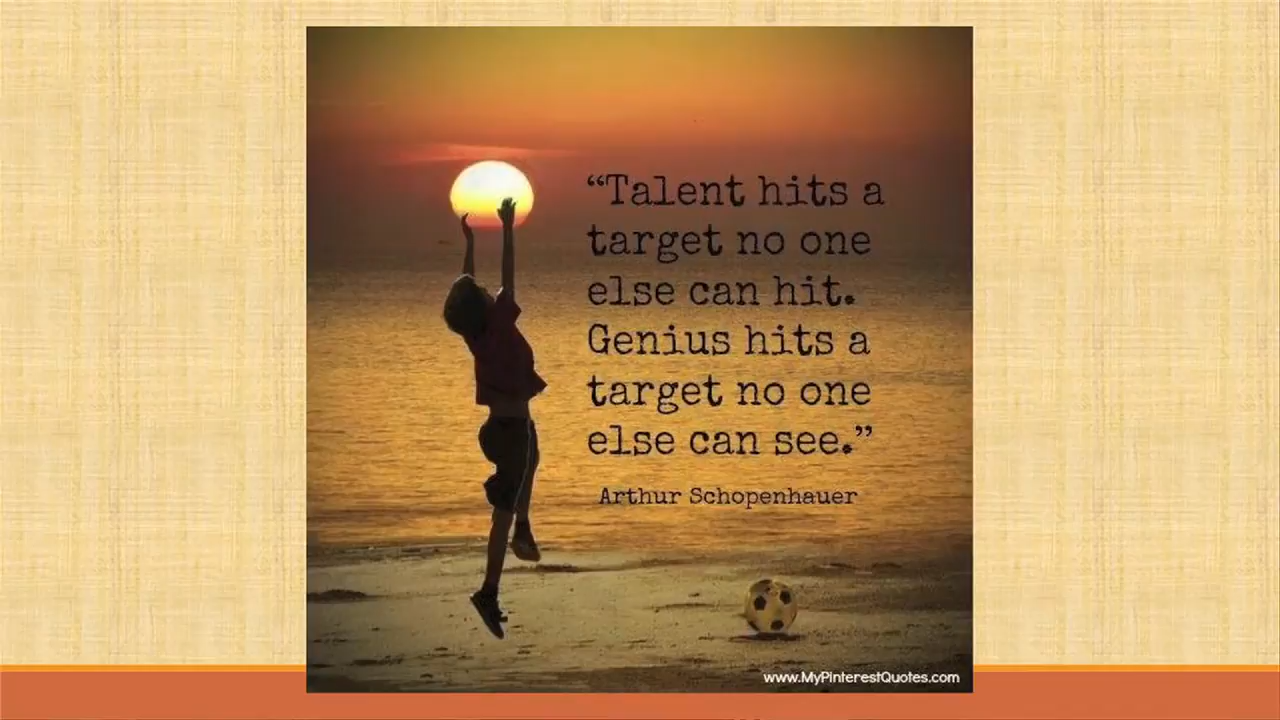 “Talent hits a
target no one
else can hit.
Genius hits a
target no one
else can see.”
Arthur Schopenhauer
www.MyPinterestQuotes.com